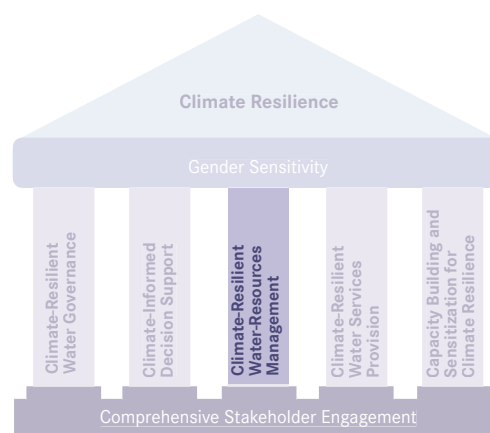 Climate Resilience
Gender Sensitivity
Climate-Resilient
Water Governance
Climate-Informed
Decision Support
Climate-Resilient
Water-Resources
Management
Climate-Resilient
Water Services
Provision
Capacity Building and
Sensitization for
Climate Resilience
Comprehensive Stakeholder Engagement